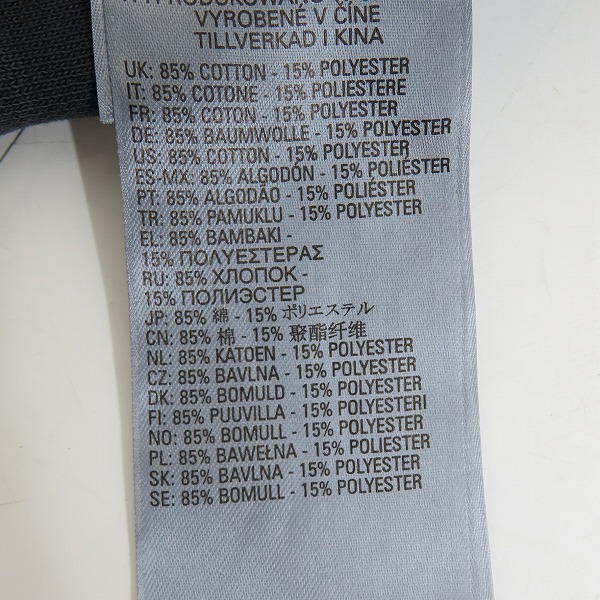 VYROBENÉ V ČÍNE
TILLVERKAD I KINA
UK: 85% COTTON - 15% POLYESTER
IT: 85% COTONE - 15% POLIESTERE
FR: 85% COTON - 15% POLYESTER
DE: 85% BAUMWOLLE - 15% POLYESTER
US: 85% COTTON - 15% POLYESTER
ES-MX: 85% ALGODÓN - 15% POLIÉSTER
PT: 85% ALGODÃO - 15% POLIÉSTER
TR: 85% PAMUKLU - 15% POLYESTER
EL: 85% ΒΑΜΒΑΚΙ -
15% ΠΟΛΥΕΣΤΕΡΑΣ
RU: 85% ХЛОПОК -
15% ПОЛИЭСТЕР
JP: 85% 綿 - 15% ポリエステル
CN: 85% 棉 - 15% 聚酯纤维
NL: 85% KATOEN - 15% POLYESTER
CZ: 85% BAVLNA - 15% POLYESTER
DK: 85% BOMULD - 15% POLYESTER
FI: 85% PUUVILLA - 15% POLYESTERI
NO: 85% BOMULL - 15% POLYESTER
PL: 85% BAWEŁNA - 15% POLIESTER
SK: 85% BAVLNA - 15% POLYESTER
SE: 85% BOMULL - 15% POLYESTER